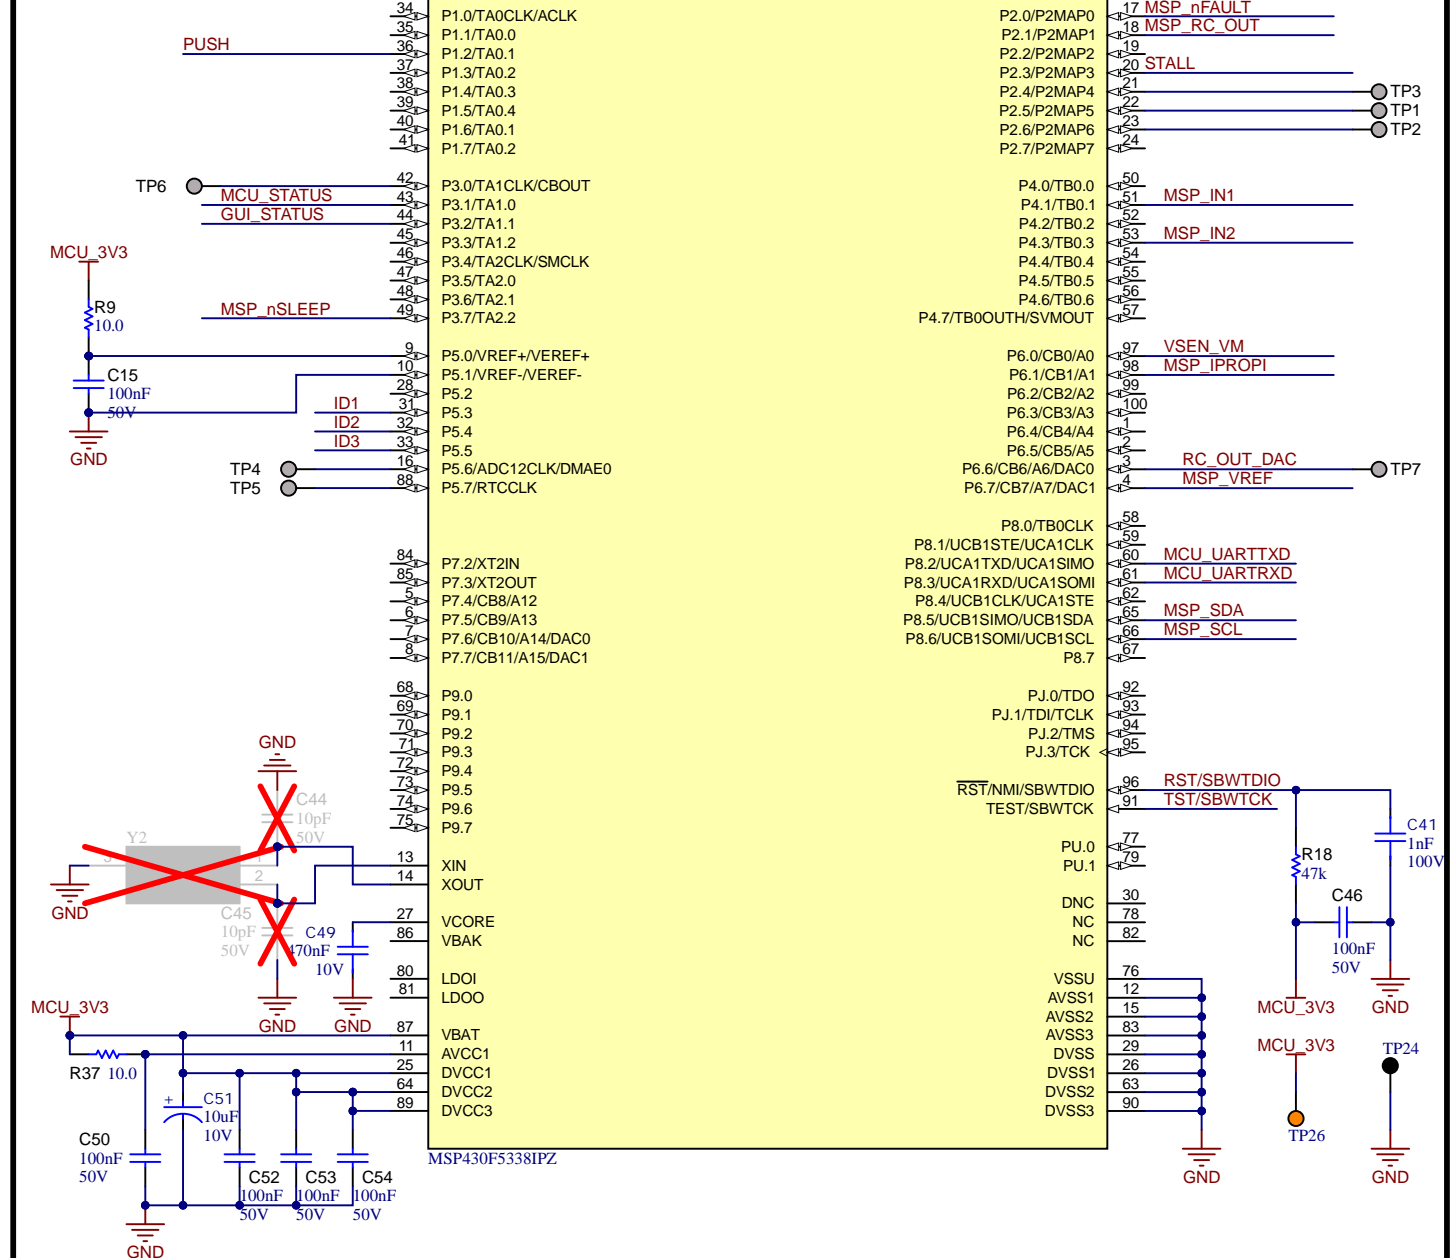 34 P1.0/TA0CLK/ACLK
35 P1.1/TA0.0
PUSH 36 P1.2/TA0.1
37 P1.3/TA0.2
38 P1.4/TA0.3
39 P1.5/TA0.4
40 P1.6/TA0.1
41 P1.7/TA0.2
TP6 42 P3.0/TA1CLK/CBOUT
MCU_STATUS 43 P3.1/TA1.0
GUI_STATUS 44 P3.2/TA1.1
45 P3.3/TA1.2
46 P3.4/TA2CLK/SMCLK
47 P3.5/TA2.0
48 P3.6/TA2.1
MSP_nSLEEP 49 P3.7/TA2.2
MCU_3V3
R9
10.0
9 P5.0/VREF+/VEREF+
10 P5.1/VREF-/VEREF-
C15
100nF
50V
GND
28 P5.2
ID1 31 P5.3
ID2 32 P5.4
ID3 33 P5.5
TP4 16 P5.6/ADC12CLK/DMAE0
TP5 88 P5.7/RTCCLK
84 P7.2/XT2IN
85 P7.3/XT2OUT
5 P7.4/CB8/A12
6 P7.5/CB9/A13
7 P7.6/CB10/A14/DAC0
8 P7.7/CB11/A15/DAC1
68 P9.0
69 P9.1
70 P9.2
71 P9.3
72 P9.4
73 P9.5
74 P9.6
75 P9.7
GND
C44
10pF
50V
Y2
2
GND
C45
10pF
50V
GND
13 XIN
14 XOUT
27 VCORE
86 VBAK
C49
470nF
10V
GND
80 LDOI
81 LDOO
MCU_3V3
87 VBAT
11 AVCC1
25 DVCC1
64 DVCC2
89 DVCC3
R37 10.0
C51
10uF
10V
C50
100nF
50V
C52
100nF
50V
C53
100nF
50V
C54
100nF
50V
GND
MSP430F5338IPZ
P2.0/P2MAP0 17 MSP_nFAULT
P2.1/P2MAP1 18 MSP_RC_OUT
P2.2/P2MAP2 19
P2.3/P2MAP3 20 STALL
P2.4/P2MAP4 21 TP3
P2.5/P2MAP5 22 TP1
P2.6/P2MAP6 23 TP2
P2.7/P2MAP7 24
P4.0/TB0.0 50
P4.1/TB0.1 51 MSP_IN1
P4.2/TB0.2 52
P4.3/TB0.3 53 MSP_IN2
P4.4/TB0.4 54
P4.5/TB0.5 55
P4.6/TB0.6 56
P4.7/TB0OUTH/SVMOUT 57
P6.0/CB0/A0 97 VSEN_VM
P6.1/CB1/A1 98 MSP_IPROPI
P6.2/CB2/A2 99
P6.3/CB3/A3 100
P6.4/CB4/A4 1
P6.5/CB5/A5 2
P6.6/CB6/A6/DAC0 3 RC_OUT_DAC TP7
P6.7/CB7/A7/DAC1 4 MSP_VREF
P8.0/TB0CLK 58
P8.1/UCB1STE/UCA1CLK 59
P8.2/UCA1TXD/UCA1SIMO 60 MCU_UARTTXD
P8.3/UCA1RXD/UCA1SOMI 61 MCU_UARTRXD
P8.4/UCB1CLK/UCA1STE 62
P8.5/UCB1SIMO/UCB1SDA 65 MSP_SDA
P8.6/UCB1SOMI/UCB1SCL 66 MSP_SCL
P8.7 67
PJ.0/TDO 92
PJ.1/TDI/TCLK 93
PJ.2/TMS 94
PJ.3/TCK 95
RST/NMI/SBWTDIO 96 RST/SBWTDIO
TEST/SBWTCK 91 TST/SBWTCK
PU.0 77
PU.1 79
DNC 30
NC 78
NC 82
VSSU 76
AVSS1 12
AVSS2 15
AVSS3 83
DVSS 29
DVSS1 26
DVSS2 63
DVSS3 90
GND
C41
1nF
100V
R18
47k
C46
100nF
50V
MCU_3V3
GND
MCU_3V3
TP26
TP24
GND